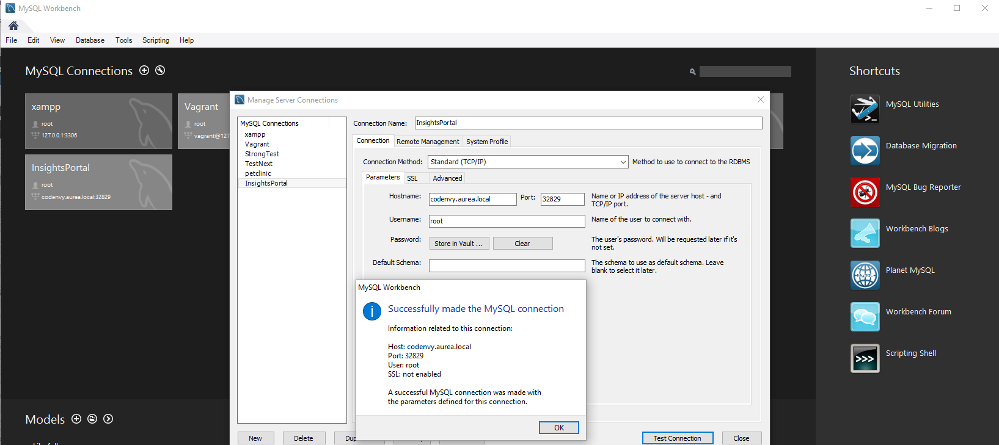 MySQL Workbench
File Edit View Database Tools Scripting Help
MySQL Connections
xampp
root
127.0.0.1:3306
Vagrant
root
vagrant@127
InsightsPortal
root
codenvy.aurea.local:32829
Models
Manage Server Connections
MySQL Connections
xampp
Vagrant
StrongTest
TestNext
petclinic
InsightsPortal
Connection Name: InsightsPortal
Connection Remote Management System Profile
Connection Method: Standard (TCP/IP) Method to use to connect to the RDBMS
Parameters SSL Advanced
Hostname: codenvy.aurea.local Port: 32829 Name or IP address of the server host - and
TCP/IP port.
Username: root Name of the user to connect with.
Password: Store in Vault ... Clear The user's password. Will be requested later if it's
not set.
Default Schema: The schema to use as default schema. Leave
blank to select it later.
MySQL Workbench
Successfully made the MySQL connection
Information related to this connection:
Host: codenvy.aurea.local
Port: 32829
User: root
SSL: not enabled
A successful MySQL connection was made with
the parameters defined for this connection.
OK
New Delete Test Connection Close
Shortcuts
MySQL Utilities
Database Migration
MySQL Bug Reporter
Workbench Blogs
MySQL
Planet MySQL
Workbench Forum
>>>
Scripting Shell